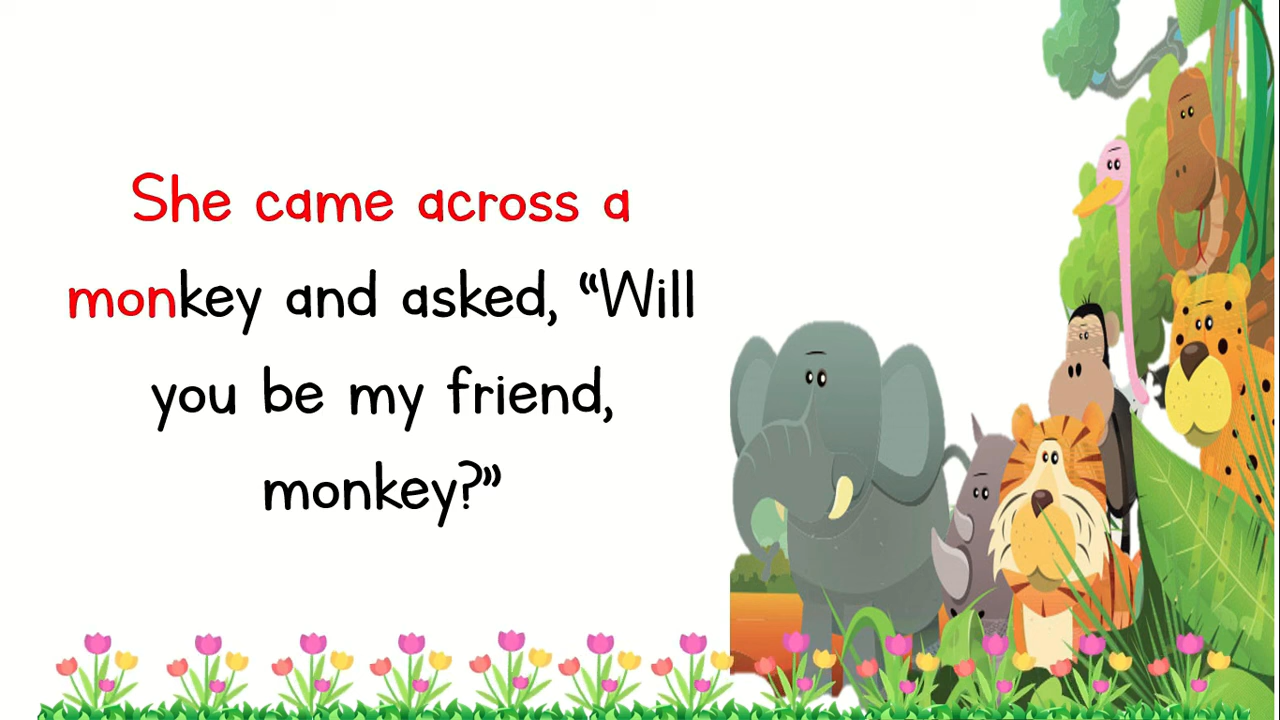 She came across a
monkey and asked, “Will
you be my friend,
monkey?”